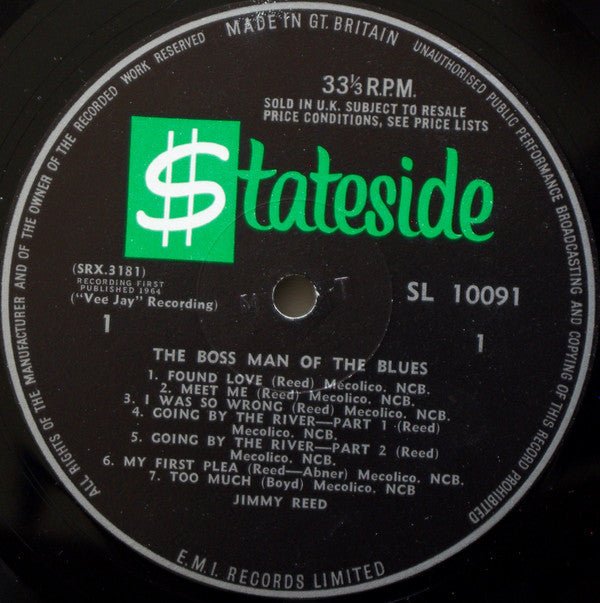 MADE IN GT. BRITAIN
UNAUTHORISED PUBLIC PERFORMANCE BROADCASTING AND COPYING OF THIS RECORD PROHIBITED
ALL RIGHTS OF THE MANUFACTURER AND OF THE OWNER OF THE RECORDED WORK RESERVED
33⅓ R.P.M.
SOLD IN U.K. SUBJECT TO RESALE
PRICE CONDITIONS, SEE PRICE LISTS
$tateside
(SRX.3181)
RECORDING FIRST
PUBLISHED 1964
("Vee Jay" Recording)
SL 10091
1
1
THE BOSS MAN OF THE BLUES
1. FOUND LOVE (Reed) Mecolico. NCB.
2. MEET ME (Reed) Mecolico. NCB.
3. I WAS SO WRONG (Reed) Mecolico. NCB.
4. GOING BY THE RIVER—PART 1 (Reed)
Mecolico. NCB.
5. GOING BY THE RIVER—PART 2 (Reed)
Mecolico. NCB.
6. MY FIRST PLEA (Reed—Abner) Mecolico. NCB.
7. TOO MUCH (Boyd) Mecolico. NCB
JIMMY REED
E.M.I. RECORDS LIMITED